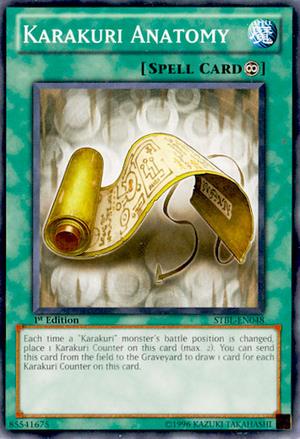 KARAKURI ANATOMY
[SPELL CARD]
1st Edition
STBL-EN048
Each time a "Karakuri" monster's battle position is changed,
place 1 Karakuri Counter on this card (max. 2). You can send
this card from the field to the Graveyard to draw 1 card for each
Karakuri Counter on this card.
85541675
©1996 KAZUKI TAKAHASHI